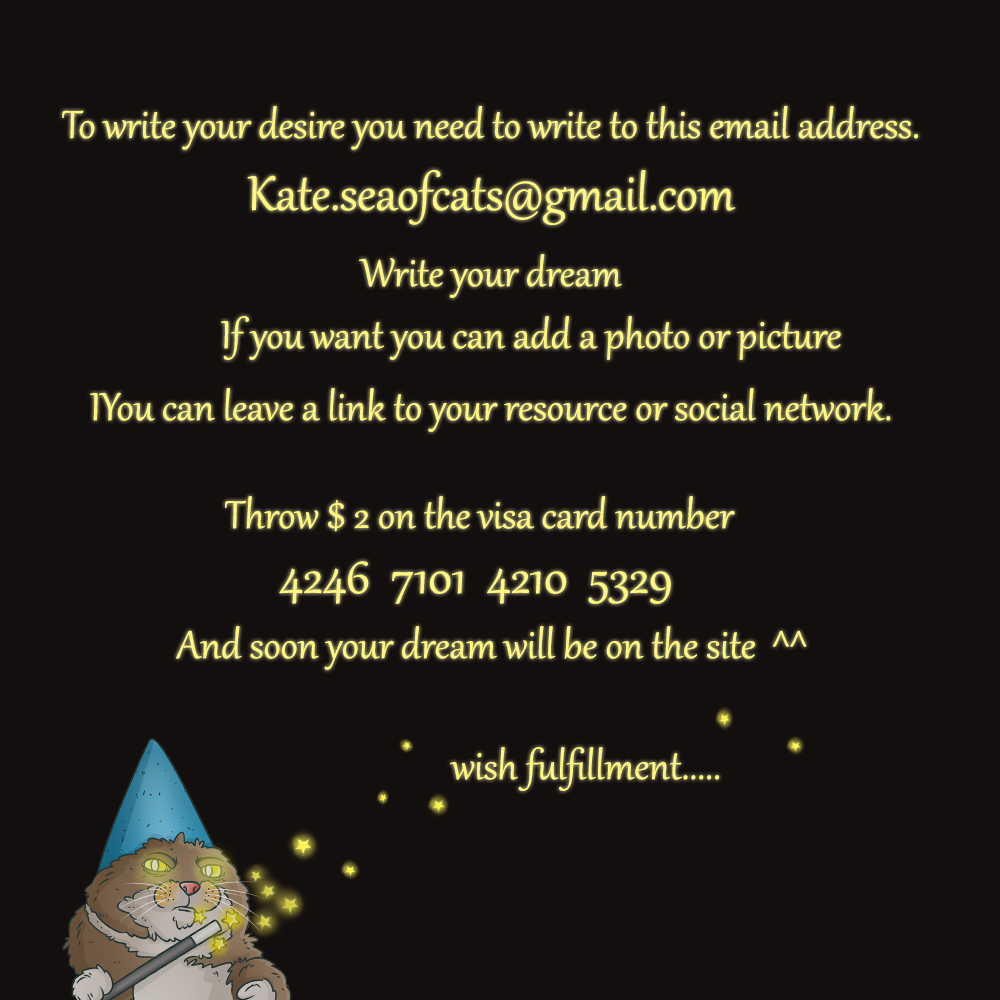 To write your desire you need to write to this email address.
Kate.seaofcats@gmail.com
Write your dream
If you want you can add a photo or picture
IYou can leave a link to your resource or social network.
Throw $ 2 on the visa card number
4246 7101 4210 5329
And soon your dream will be on the site ^^
wish fulfillment.....